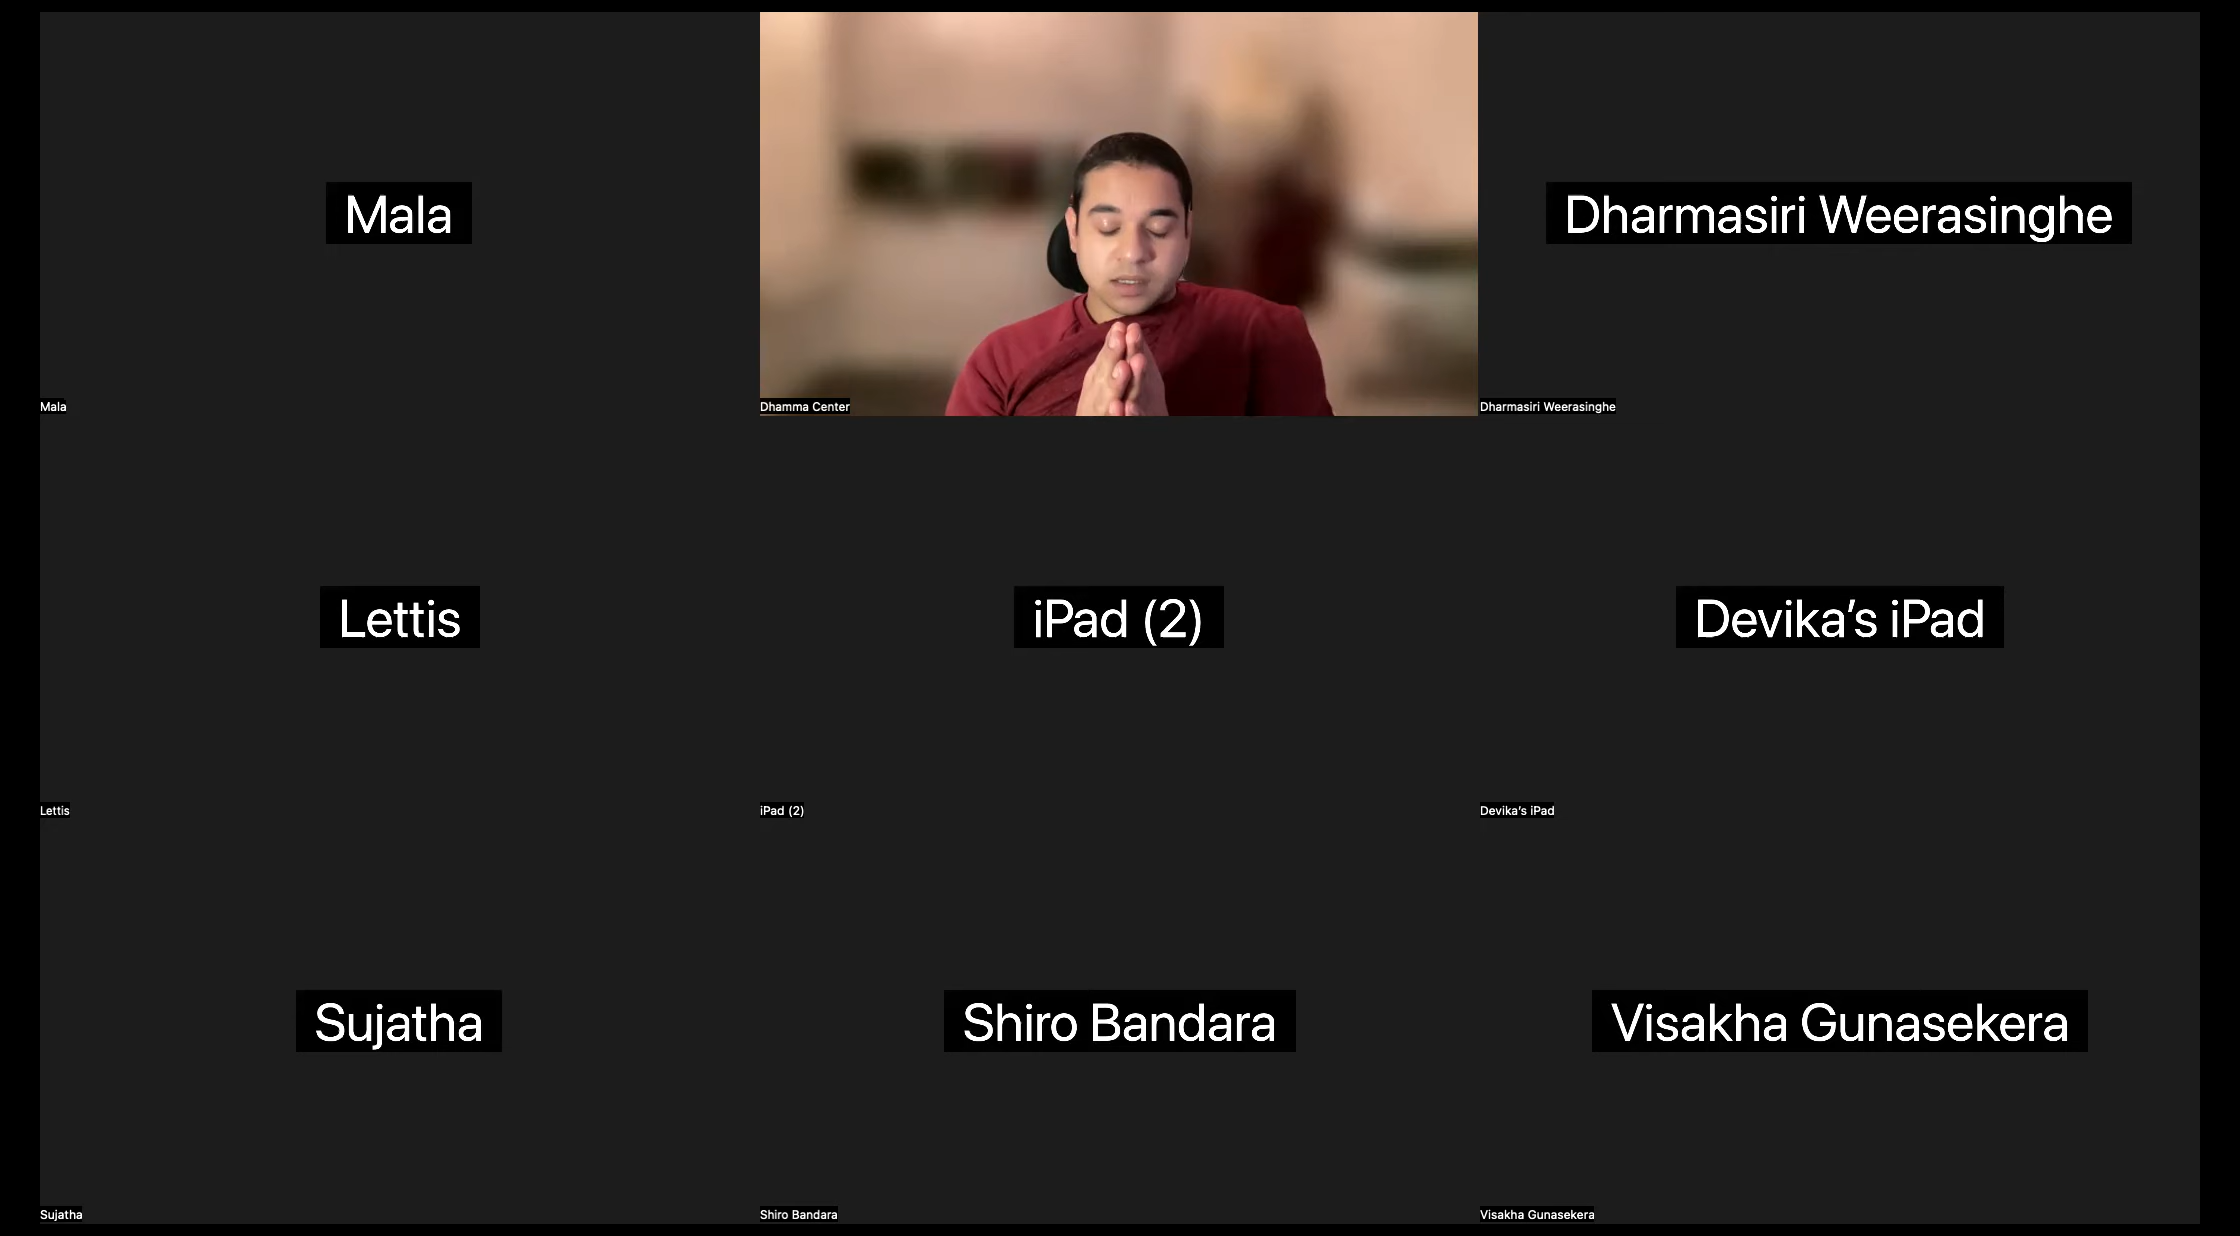 Mala
Dharmasiri Weerasinghe
Mala
Dhamma Center
Dharmasiri Weerasinghe
Lettis
iPad (2)
Devika’s iPad
Lettis
iPad (2)
Devika’s iPad
Sujatha
Shiro Bandara
Visakha Gunasekera
Sujatha
Shiro Bandara
Visakha Gunasekera